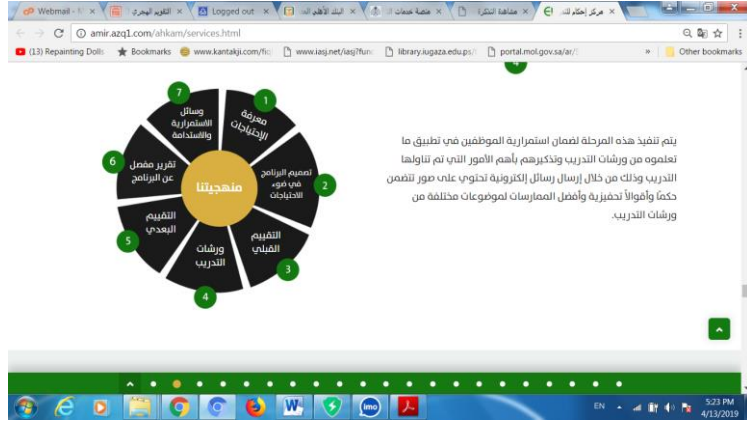 Webmail -
التقويم الهجري
Logged out
البنك الأهلي
منصة خدمات
مشاهدة التذكرة
مركز إحكام
amir.azq1.com/ahkam/services.html
(13) Repainting Dolls
Bookmarks
www.kantakji.com/fiq
www.iasj.net/iasj?func
library.iugaza.edu.ps/
portal.mol.gov.sa/ar/
»
Other bookmarks
4
1
معرفة
الإحتياجات
2
تصميم البرنامج
في ضوء
الاحتياجات
3
التقييم
القبلي
4
ورشات
التدريب
5
التقييم
البعدي
6
تقرير مفصل
عن البرنامج
7
وسائل
الاستمرارية
والاستدامة
منهجيتنا
يتم تنفيذ هذه المرحلة لضمان استمرارية الموظفين في تطبيق ما
تعلموه من ورشات التدريب وتذكيرهم بأهم الأمور التي تم تناولها
التدريب وذلك من خلال إرسال رسائل إلكترونية تحتوي على صور تتضمن
حكمًا وأقوالاً تحفيزية وأفضل الممارسات لموضوعات مختلفة من
ورشات التدريب.
imo
EN
5:23 PM
4/13/2019